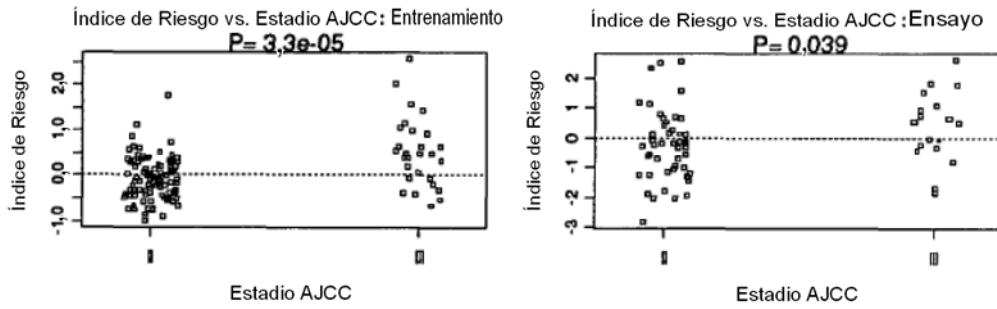 Índice de Riesgo vs. Estadio AJCC: Entrenamiento
P= 3,3e-05
Índice de Riesgo
2,0
1,0
0,0
-1,0
Estadio AJCC
Índice de Riesgo vs. Estadio AJCC :Ensayo
P= 0,039
Índice de Riesgo
2
1
0
-1
-2
-3
Estadio AJCC